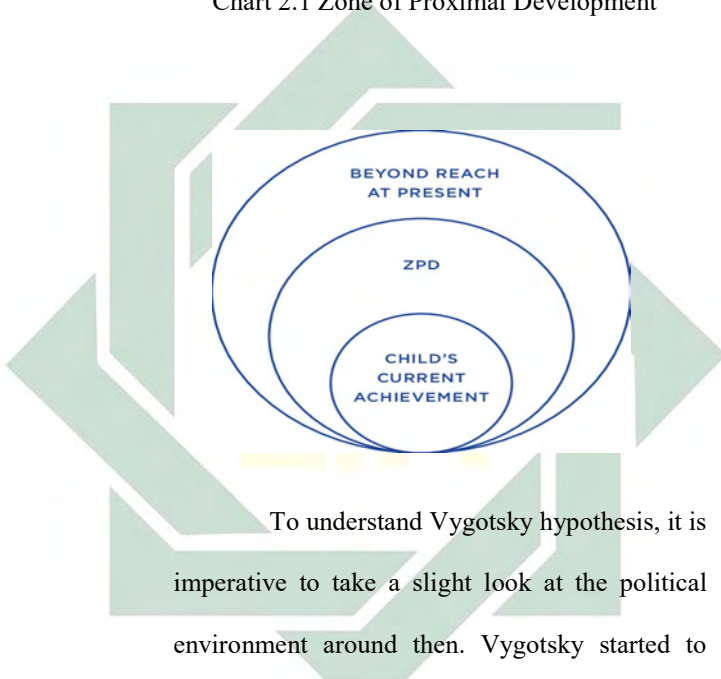 Chart 2.1 Zone of Proximal Development
BEYOND REACH
AT PRESENT
ZPD
CHILD'S
CURRENT
ACHIEVEMENT
To understand Vygotsky hypothesis, it is
imperative to take a slight look at the political
environment around then. Vygotsky started to